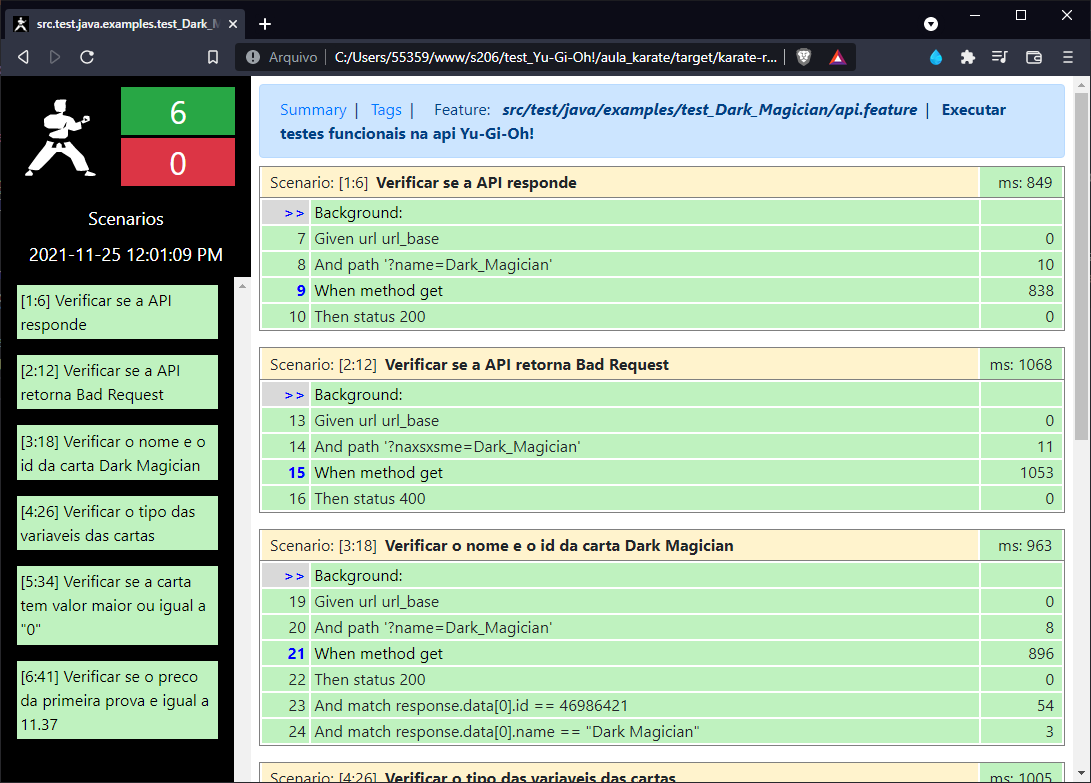 src.test.java.examples.test_Dark_M
Arquivo | C:/Users/55359/www/s206/test_Yu-Gi-Oh!/aula_karate/target/karate-r...
6
0
Scenarios
2021-11-25 12:01:09 PM
[1:6] Verificar se a API
responde
[2:12] Verificar se a API
retorna Bad Request
[3:18] Verificar o nome e o
id da carta Dark Magician
[4:26] Verificar o tipo das
variaveis das cartas
[5:34] Verificar se a carta
tem valor maior ou igual a
"0"
[6:41] Verificar se o preco
da primeira prova e igual a
11.37
Summary | Tags | Feature: src/test/java/examples/test_Dark_Magician/api.feature | Executar
testes funcionais na api Yu-Gi-Oh!
Scenario: [1:6] Verificar se a API responde ms: 849
>> Background:
7 Given url url_base 0
8 And path '?name=Dark_Magician' 10
9 When method get 838
10 Then status 200 0
Scenario: [2:12] Verificar se a API retorna Bad Request ms: 1068
>> Background:
13 Given url url_base 0
14 And path '?naxsxsme=Dark_Magician' 11
15 When method get 1053
16 Then status 400 0
Scenario: [3:18] Verificar o nome e o id da carta Dark Magician ms: 963
>> Background:
19 Given url url_base 0
20 And path '?name=Dark_Magician' 8
21 When method get 896
22 Then status 200 0
23 And match response.data[0].id == 46986421 54
24 And match response.data[0].name == "Dark Magician" 3
Scenario: [4:26] Verificar o tipo das variaveis das cartas ms: 1005